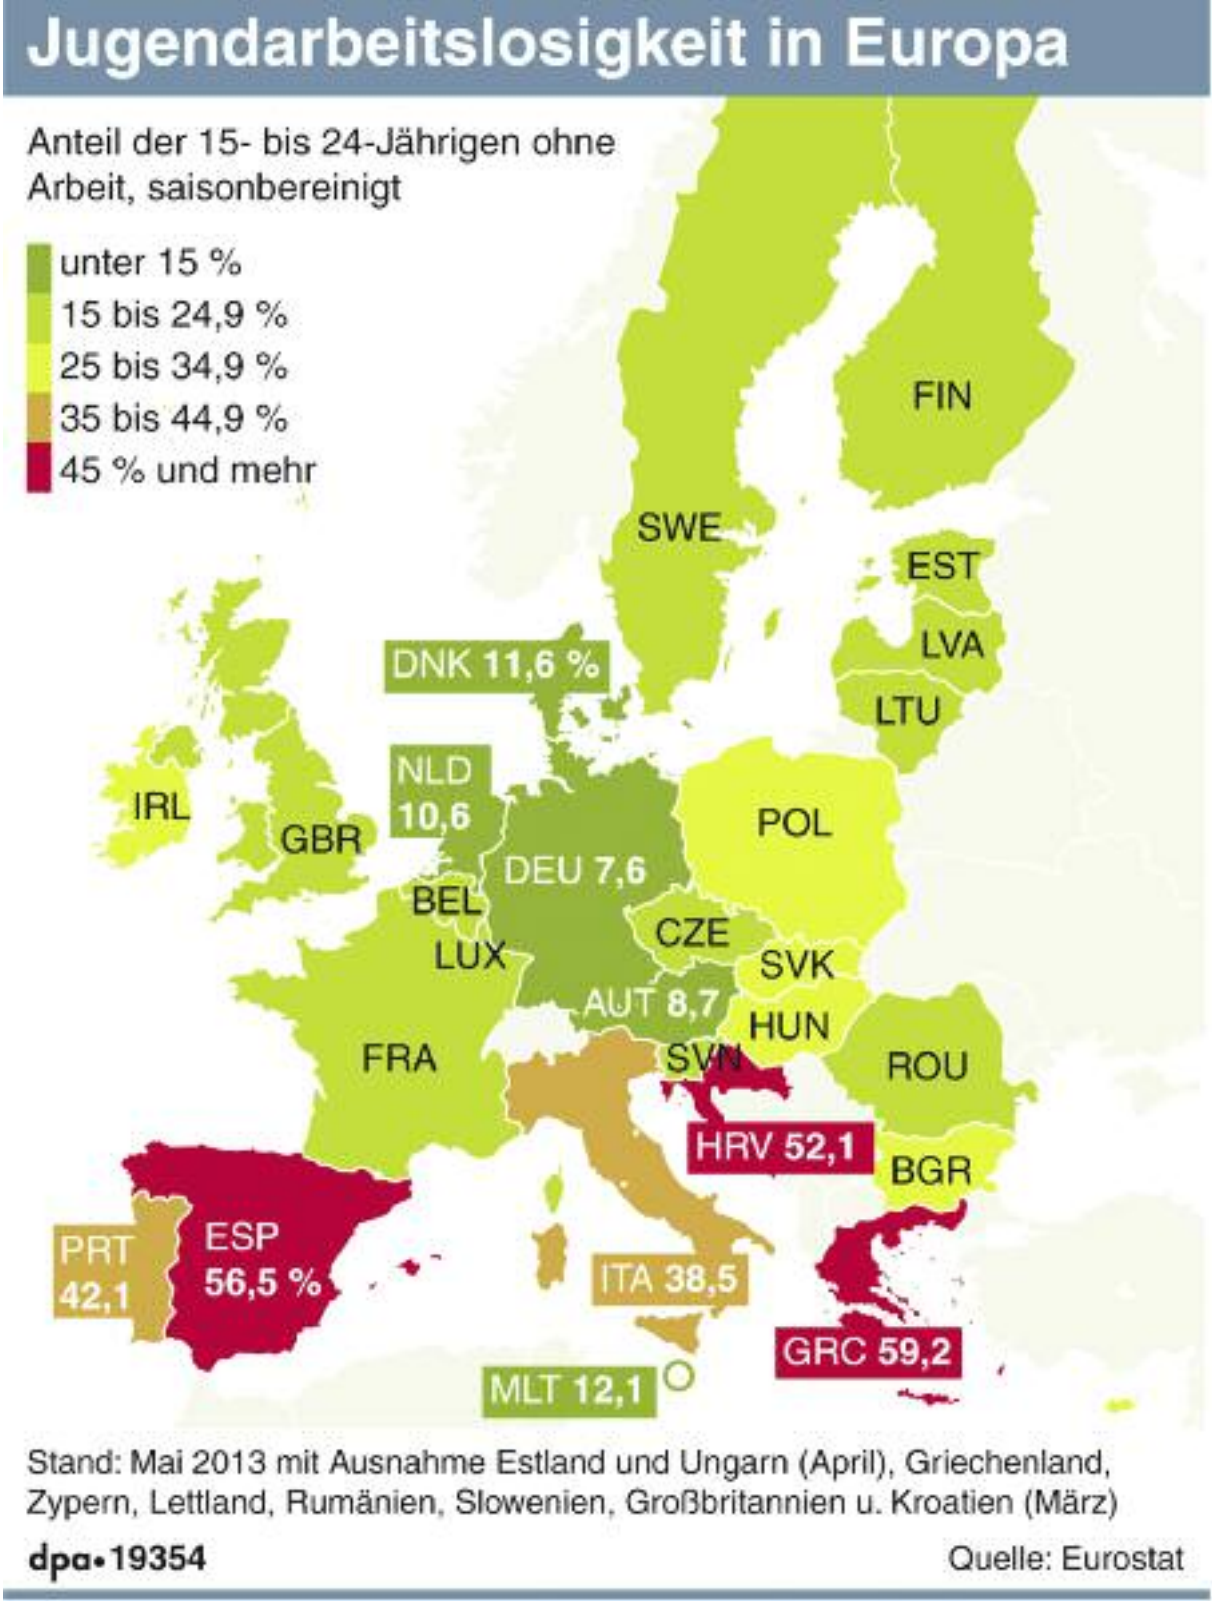 Jugendarbeitslosigkeit in Europa
Anteil der 15- bis 24-Jährigen ohne
Arbeit, saisonbereinigt
unter 15 %
15 bis 24,9 %
25 bis 34,9 %
35 bis 44,9 %
45 % und mehr
FIN
SWE
EST
LVA
LTU
DNK 11,6 %
NLD
10,6
IRL
GBR
POL
DEU 7,6
BEL
CZE
LUX
SVK
AUT 8,7
HUN
FRA
SVN
ROU
HRV 52,1
BGR
PRT
42,1
ESP
56,5 %
ITA 38,5
GRC 59,2
MLT 12,1
Stand: Mai 2013 mit Ausnahme Estland und Ungarn (April), Griechenland,
Zypern, Lettland, Rumänien, Slowenien, Großbritannien u. Kroatien (März)
dpa•19354
Quelle: Eurostat